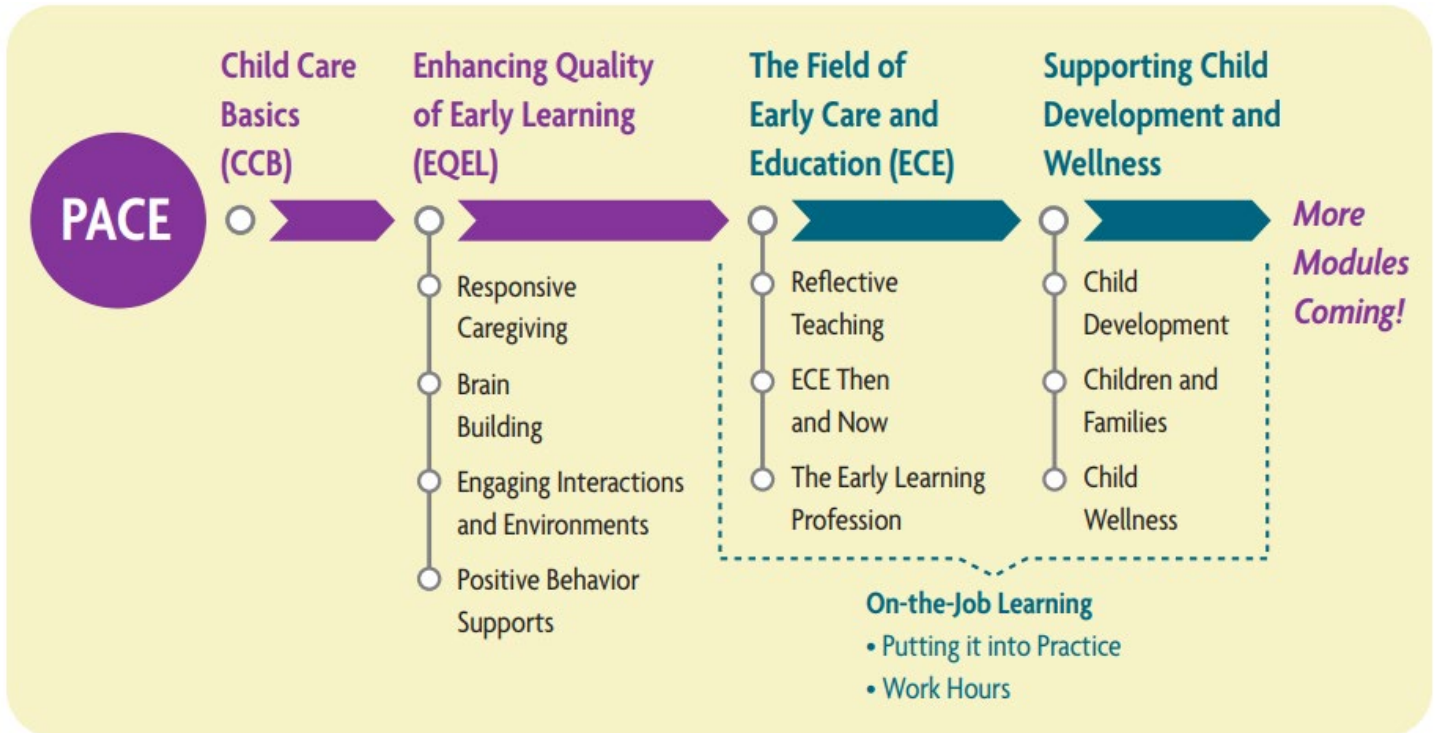 PACE
Child Care
Basics
(CCB)
Enhancing Quality
of Early Learning
(EQEL)
Responsive
Caregiving
Brain
Building
Engaging Interactions
and Environments
Positive Behavior
Supports
The Field of
Early Care and
Education (ECE)
Reflective
Teaching
ECE Then
and Now
The Early Learning
Profession
Supporting Child
Development and
Wellness
Child
Development
Children and
Families
Child
Wellness
More
Modules
Coming!
On-the-Job Learning
• Putting it into Practice
• Work Hours